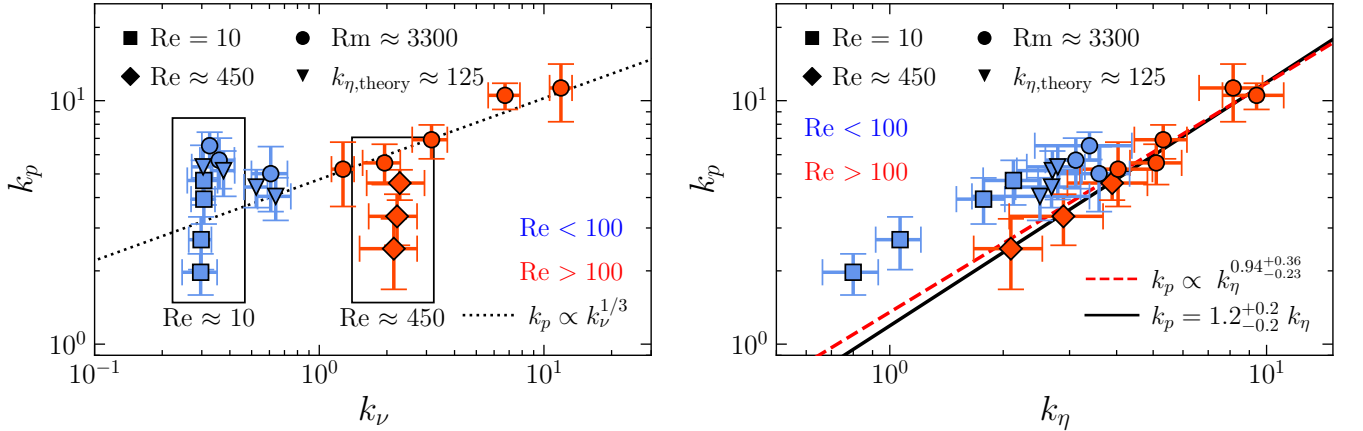 Re = 10
Rm ≈ 3300
Re ≈ 450
k_{η,theory} ≈ 125
10^1
k_p
Re < 100
Re > 100
Re ≈ 10
Re ≈ 450
k_p ∝ k_ν^{1/3}
10^0
10^{-1}
10^0
10^1
k_ν
Re = 10
Rm ≈ 3300
Re ≈ 450
k_{η,theory} ≈ 125
10^1
Re < 100
Re > 100
k_p
k_p ∝ k_η^{0.94^{+0.36}_{-0.23}}
k_p = 1.2^{+0.2}_{-0.2} k_η
10^0
10^0
10^1
k_η